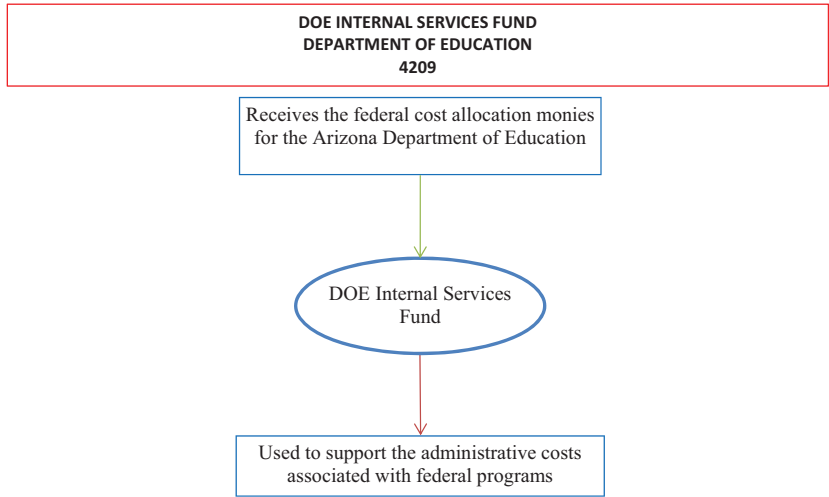 DOE INTERNAL SERVICES FUND
DEPARTMENT OF EDUCATION
4209
Receives the federal cost allocation monies
for the Arizona Department of Education
DOE Internal Services
Fund
Used to support the administrative costs
associated with federal programs